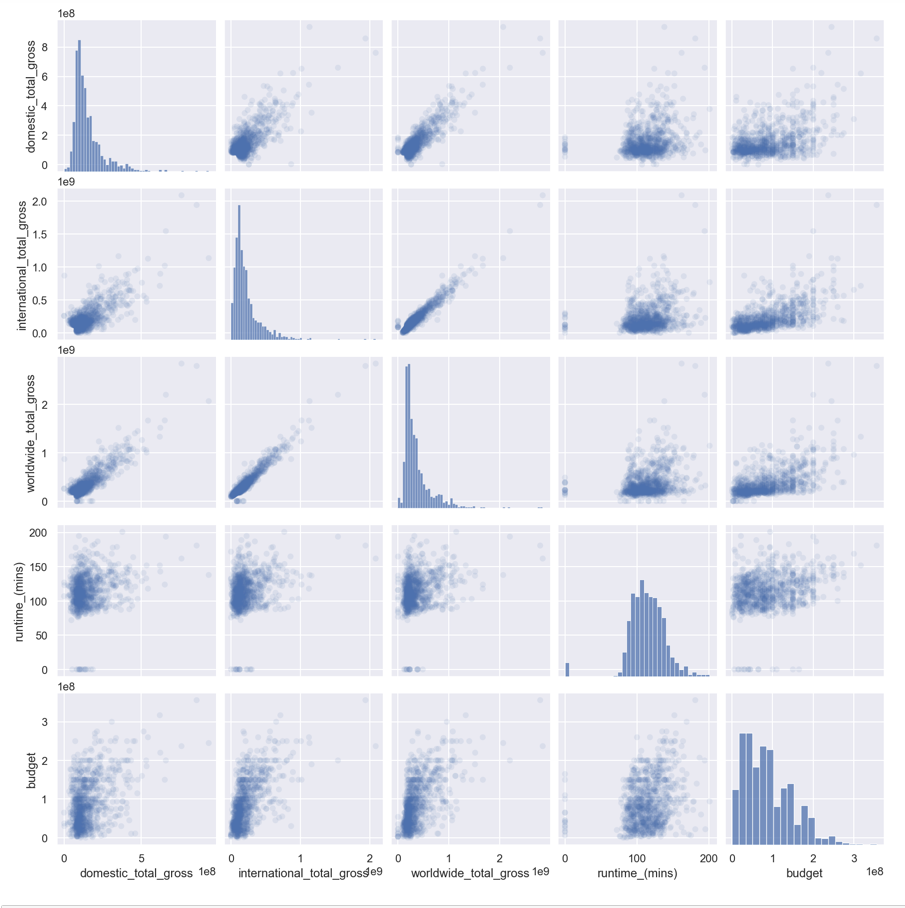 1e8
domestic_total_gross
8
6
4
2
0
1e9
international_total_gross
2.0
1.5
1.0
0.5
0.0
1e9
worldwide_total_gross
2
1
0
runtime_(mins)
200
150
100
50
0
1e8
budget
3
2
1
0
0 5 0 1 2 0 1 2 0 100 200 0 1 2 3
domestic_total_gross 1e8 international_total_gross 1e9 worldwide_total_gross 1e9 runtime_(mins) budget 1e8